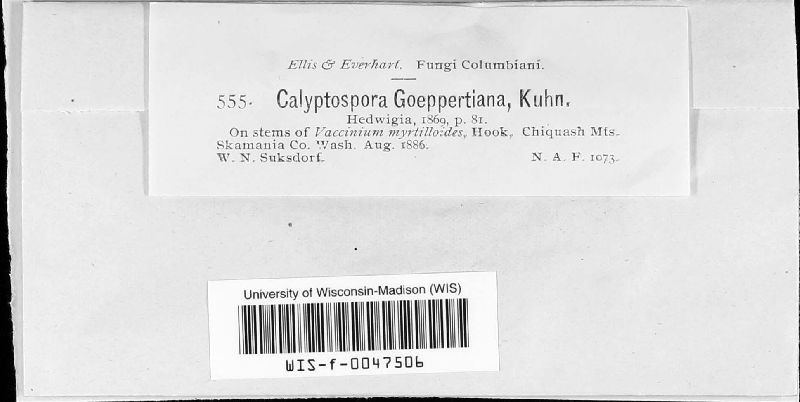 Ellis & Everhart. Fungi Columbiani.
555. Calyptospora Goeppertiana, Kuhn.
Hedwigia, 1869, p. 81.
On stems of Vaccinium myrtilloides, Hook. Chiquash Mts.
Skamania Co. Wash. Aug. 1886.
W. N. Suksdorf. N. A. F. 1073.
University of Wisconsin-Madison (WIS)
WIS-f-0047506